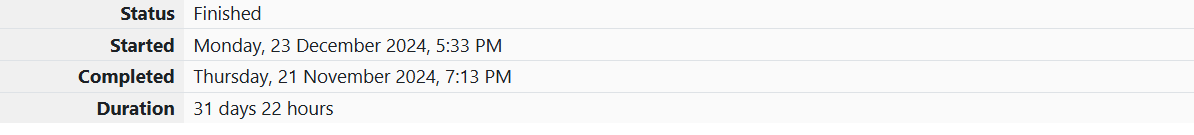 Status Finished
Started Monday, 23 December 2024, 5:33 PM
Completed Thursday, 21 November 2024, 7:13 PM
Duration 31 days 22 hours